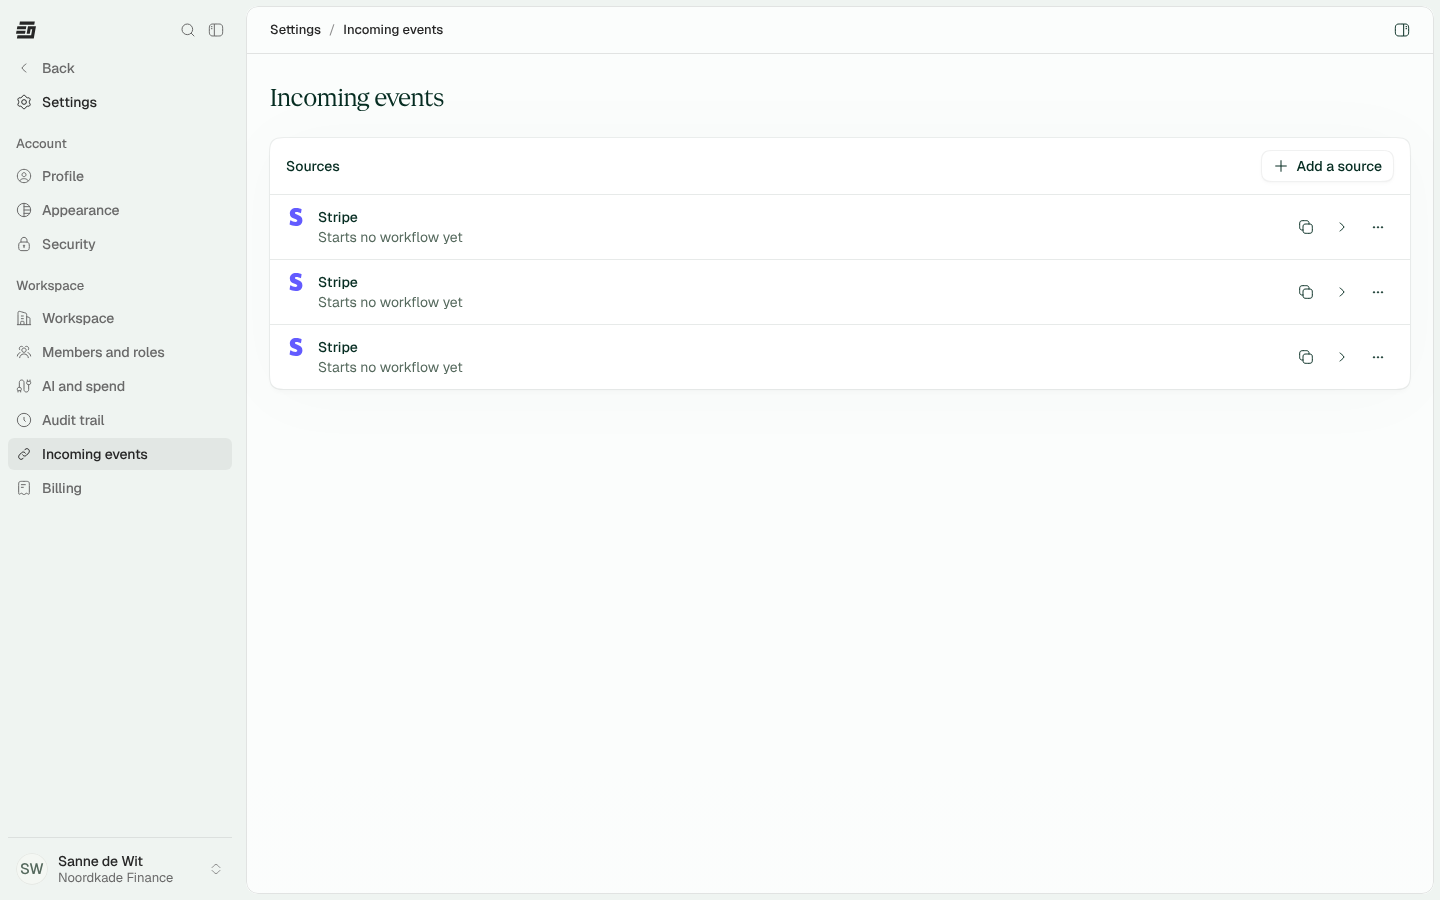 Back
Settings
Account
Profile
Appearance
Security
Workspace
Workspace
Members and roles
AI and spend
Audit trail
Incoming events
Billing
SW
Sanne de Wit
Noordkade Finance
Settings / Incoming events
Incoming events
Sources
Add a source
Stripe
Starts no workflow yet
Stripe
Starts no workflow yet
Stripe
Starts no workflow yet